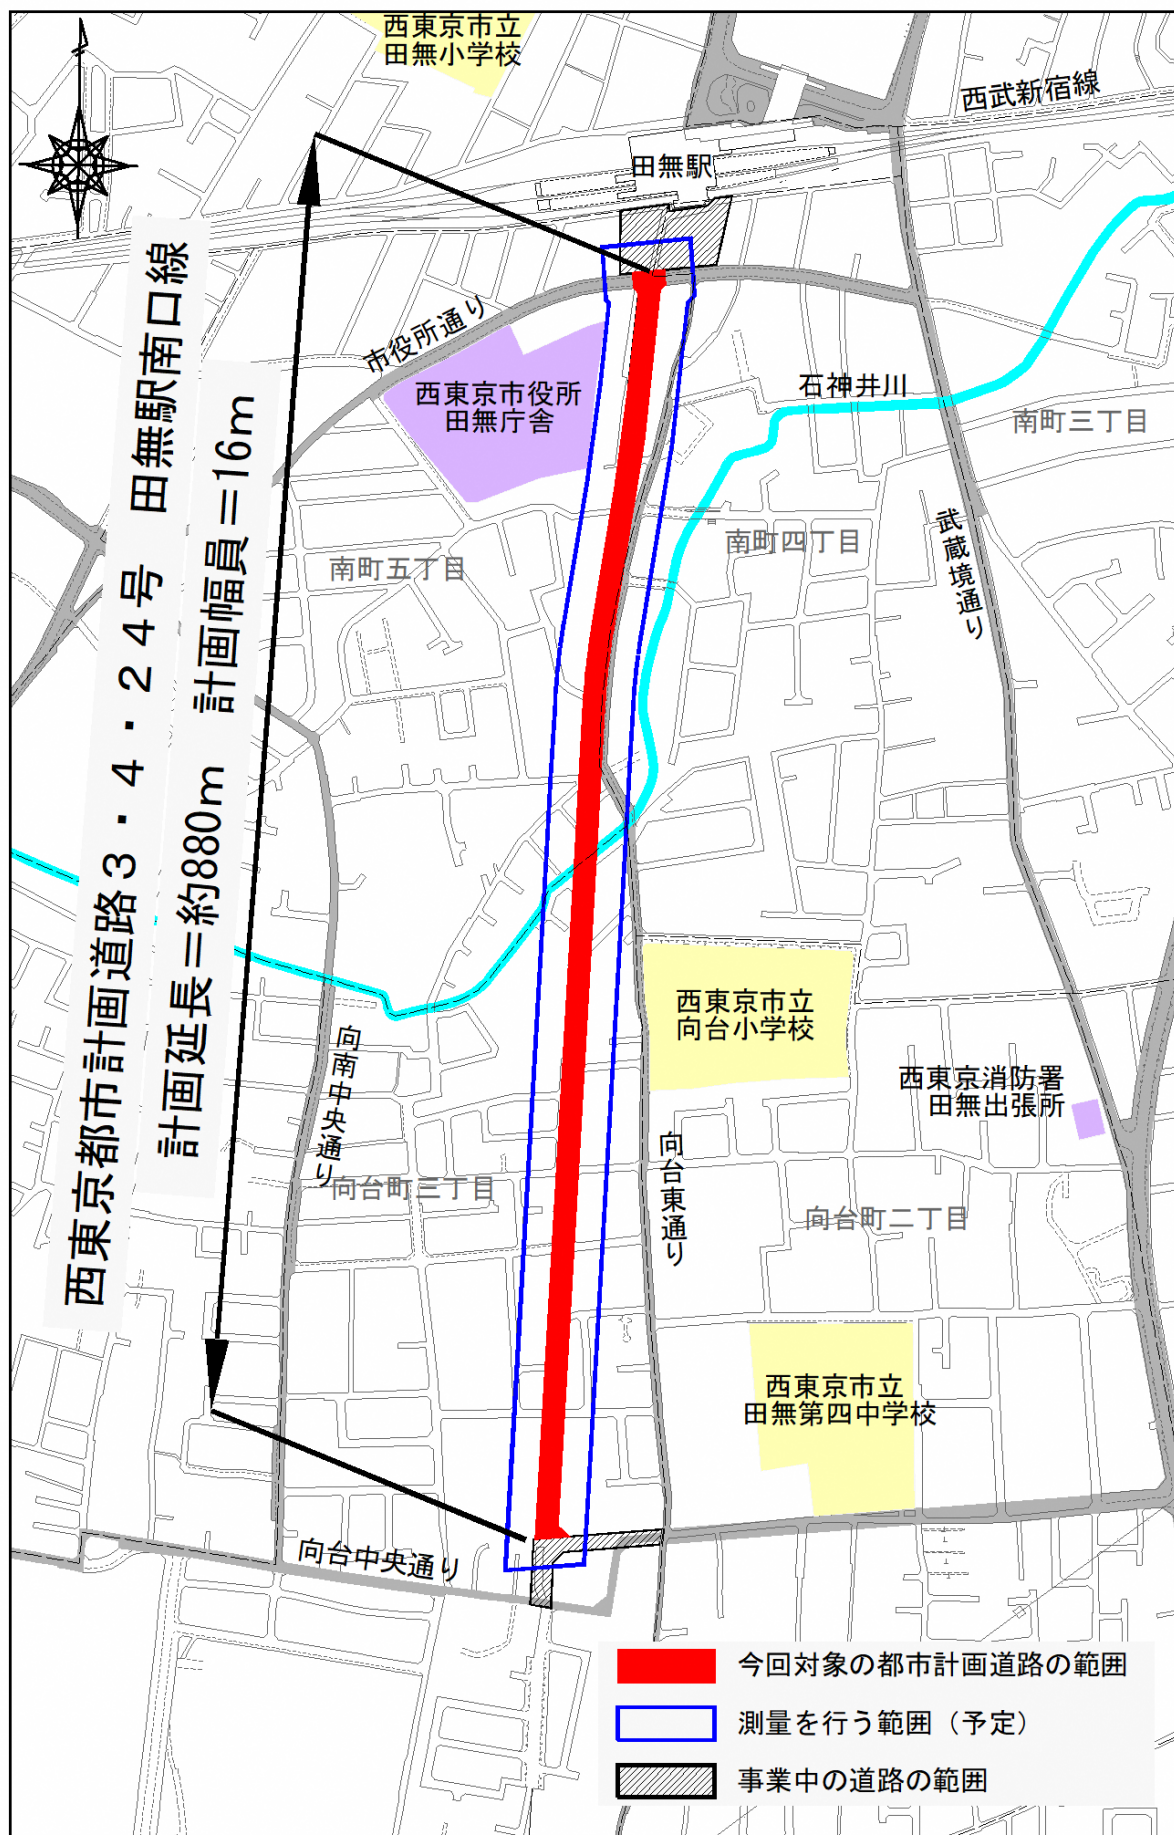 西東京市立
田無小学校
西武新宿線
田無駅
市役所通り
西東京市役所
田無庁舎
石神井川
南町三丁目
南町四丁目
南町五丁目
武蔵境通り
西東京都市計画道路3・4・24号　田無駅南口線
計画延長=約880m　計画幅員=16m
西東京市立
向台小学校
西東京消防署
田無出張所
向南中央通り
向台町三丁目
向台東通り
向台町二丁目
西東京市立
田無第四中学校
向台中央通り
今回対象の都市計画道路の範囲
測量を行う範囲（予定）
事業中の道路の範囲